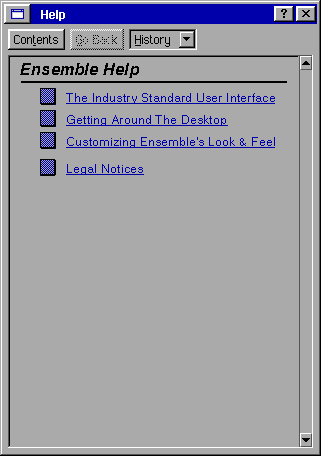 Help
?
Contents Go Back History
Ensemble Help
The Industry Standard User Interface
Getting Around The Desktop
Customizing Ensemble's Look & Feel
Legal Notices